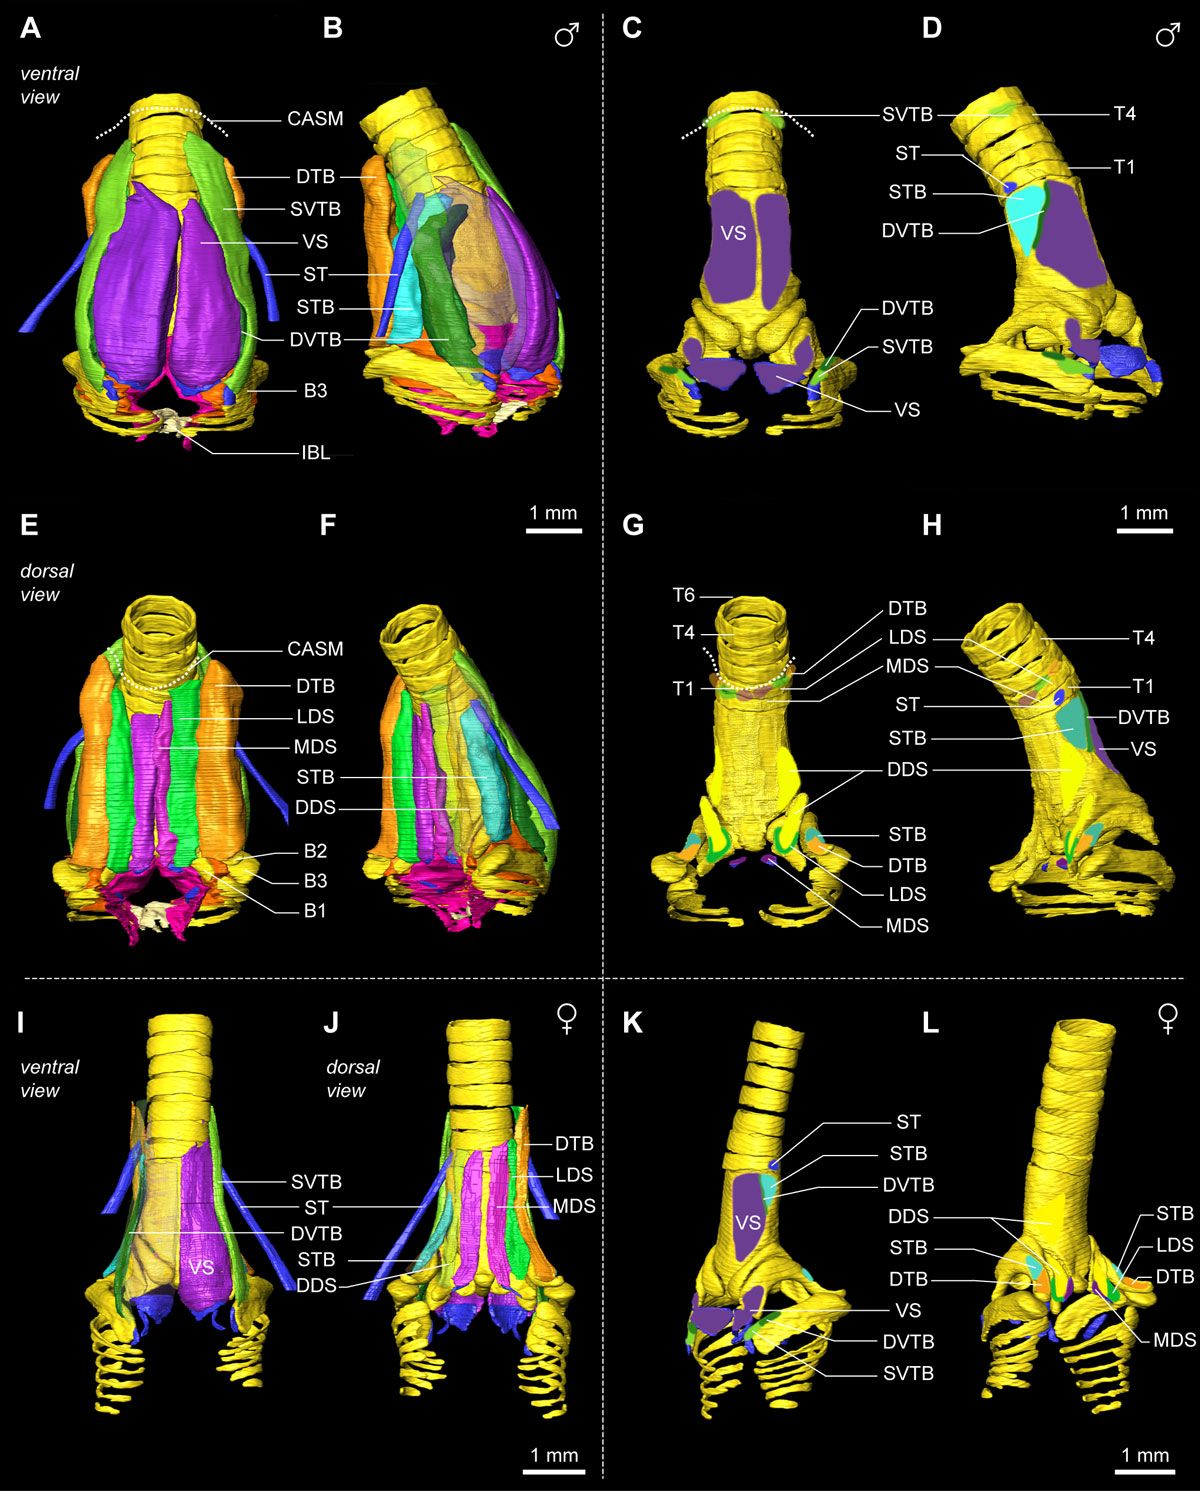 A
B
♂
ventral
view
CASM
DTB
SVTB
VS
ST
STB
DVTB
B3
IBL
C
D
♂
SVTB
T4
ST
T1
STB
VS
DVTB
DVTB
SVTB
VS
1 mm
1 mm
E
F
dorsal
view
CASM
DTB
LDS
MDS
STB
DDS
B2
B3
B1
G
H
T6
DTB
T4
LDS
T4
MDS
T1
T1
ST
DVTB
STB
VS
DDS
STB
DTB
LDS
MDS
I
J
♀
ventral
view
dorsal
view
DTB
LDS
SVTB
MDS
ST
DVTB
STB
VS
DDS
1 mm
K
L
♀
ST
STB
DVTB
VS
DDS
STB
STB
LDS
DTB
DTB
VS
DVTB
MDS
SVTB
1 mm